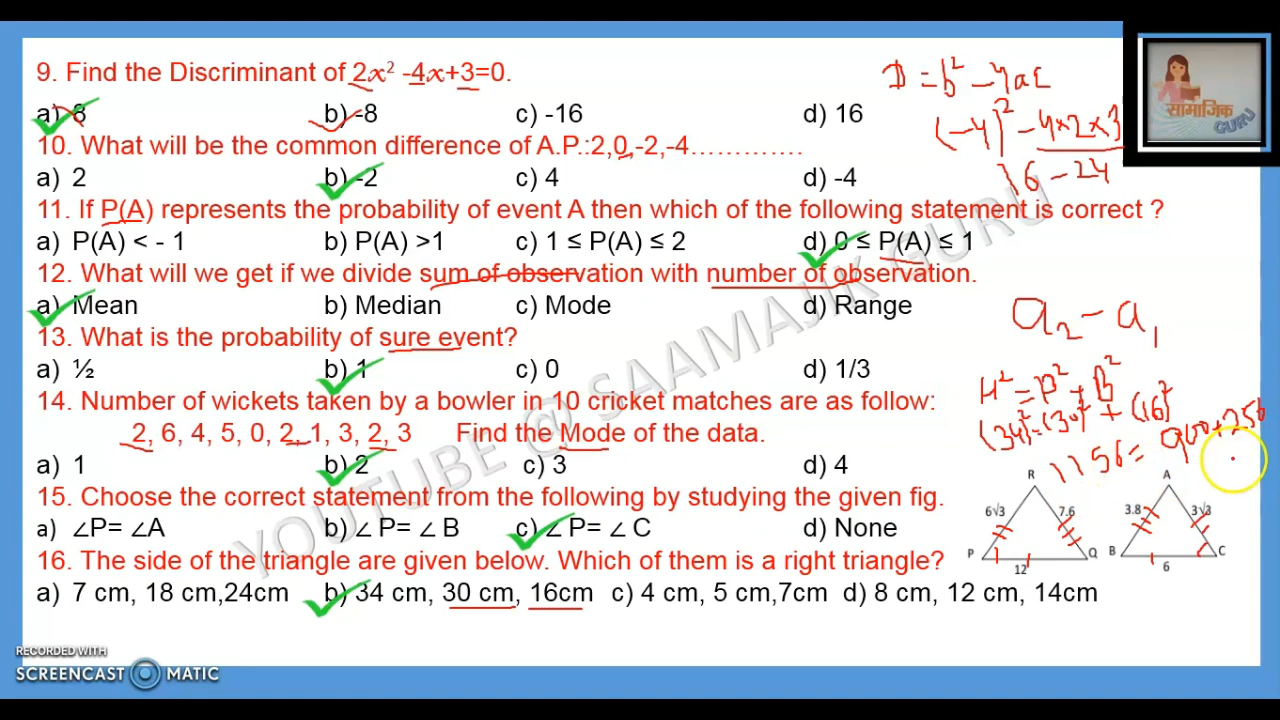 9. Find the Discriminant of 2x² -4x+3=0.
a) 8 b) -8 c) -16 d) 16
10. What will be the common difference of A.P.:2,0,-2,-4………….
a) 2 b) -2 c) 4 d) -4
11. If P(A) represents the probability of event A then which of the following statement is correct ?
a) P(A) < - 1 b) P(A) >1 c) 1 ≤ P(A) ≤ 2 d) 0 ≤ P(A) ≤ 1
12. What will we get if we divide sum of observation with number of observation.
a) Mean b) Median c) Mode d) Range
13. What is the probability of sure event?
a) ½ b) 1 c) 0 d) 1/3
14. Number of wickets taken by a bowler in 10 cricket matches are as follow:
2, 6, 4, 5, 0, 2, 1, 3, 2, 3 Find the Mode of the data.
a) 1 b) 2 c) 3 d) 4
15. Choose the correct statement from the following by studying the given fig.
a) ∠P= ∠A b) ∠ P= ∠ B c) ∠ P= ∠ C d) None
16. The side of the triangle are given below. Which of them is a right triangle?
a) 7 cm, 18 cm,24cm b) 34 cm, 30 cm, 16cm c) 4 cm, 5 cm,7cm d) 8 cm, 12 cm, 14cm
D = b² - 4ac
(-4)² - 4×2×3
16 - 24
a₂ - a₁
H² = P² + B²
(34)² = (30)² + (16)²
1156 = 900+256
R A
6√3 7.6 3.8 3√3
P Q B C
12 6
सामाजिक
GURU
YOUTUBE @ SAAMAJIK GURU
RECORDED WITH
SCREENCAST MATIC